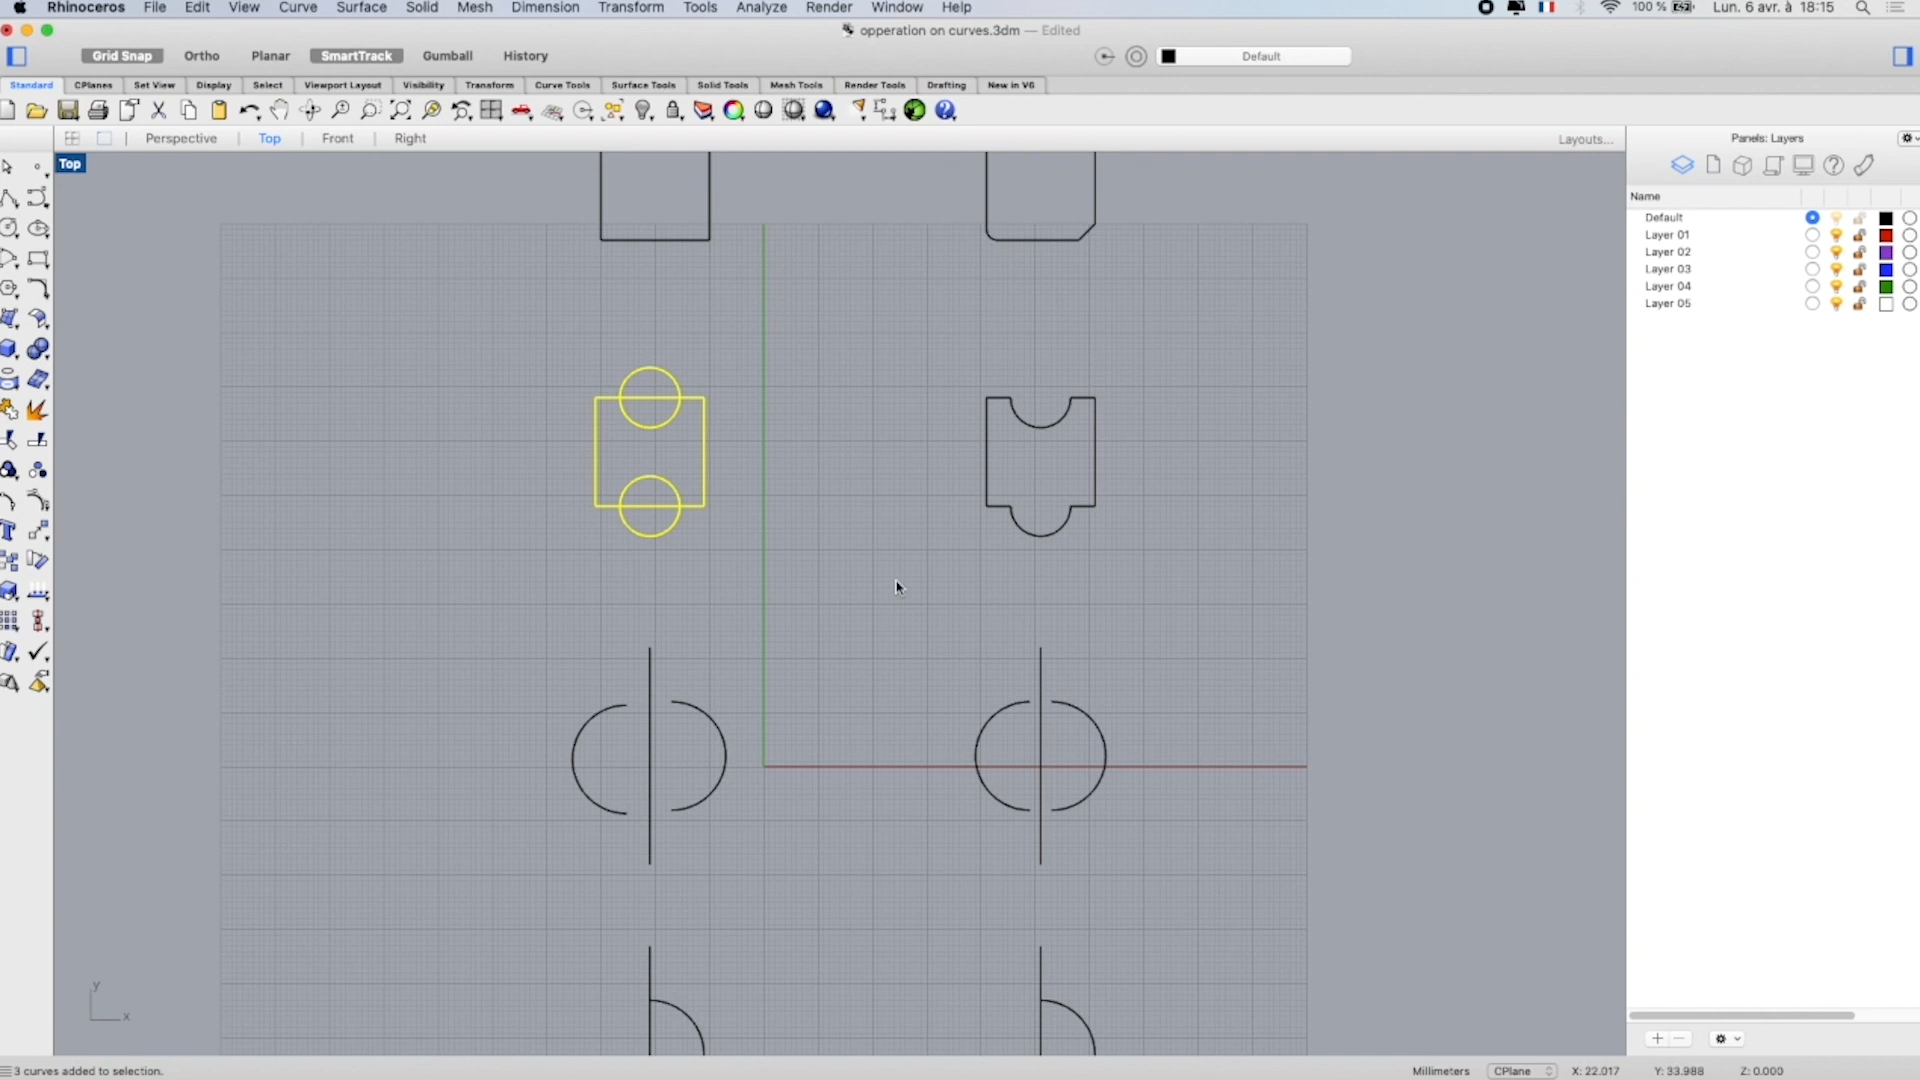 Rhinoceros File Edit View Curve Surface Solid Mesh Dimension Transform Tools Analyze Render Window Help 100 % Lun. 6 avr. à 18:15
opperation on curves.3dm — Edited
Grid Snap Ortho Planar SmartTrack Gumball History Default
Standard CPlanes Set View Display Select Viewport Layout Visibility Transform Curve Tools Surface Tools Solid Tools Mesh Tools Render Tools Drafting New in V6
Perspective Top Front Right Layouts... Panels: Layers
Top
Name
Default
Layer 01
Layer 02
Layer 03
Layer 04
Layer 05
y
x
3 curves added to selection. Millimeters CPlane X: 22.017 Y: 33.988 Z: 0.000